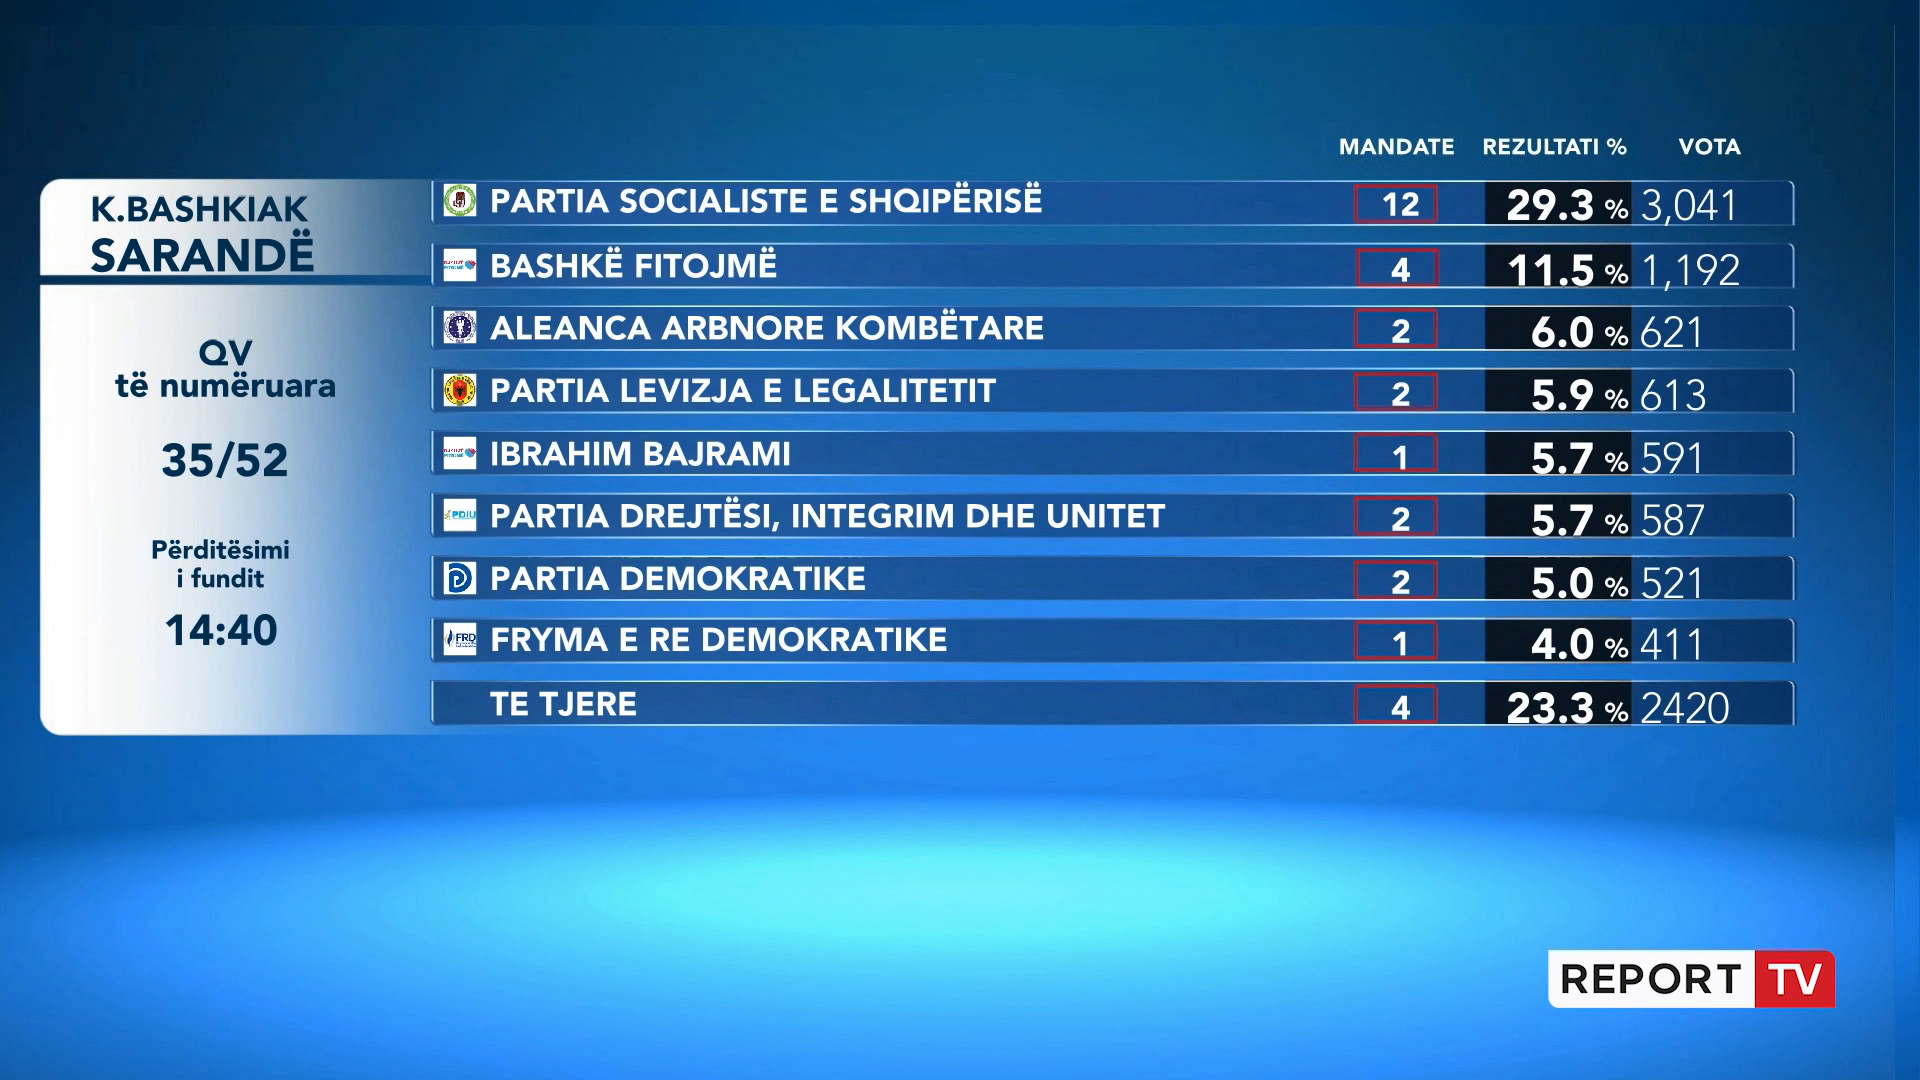 MANDATE REZULTATI % VOTA
K.BASHKIAK
SARANDË
QV
të numëruara
35/52
Përditësimi
i fundit
14:40
PARTIA SOCIALISTE E SHQIPËRISË 12 29.3 % 3,041
BASHKË FITOJMË 4 11.5 % 1,192
ALEANCA ARBNORE KOMBËTARE 2 6.0 % 621
PARTIA LEVIZJA E LEGALITETIT 2 5.9 % 613
IBRAHIM BAJRAMI 1 5.7 % 591
PDIU PARTIA DREJTËSI, INTEGRIM DHE UNITET 2 5.7 % 587
PARTIA DEMOKRATIKE 2 5.0 % 521
FRD FRYMA E RE DEMOKRATIKE 1 4.0 % 411
TE TJERE 4 23.3 % 2420
REPORT TV